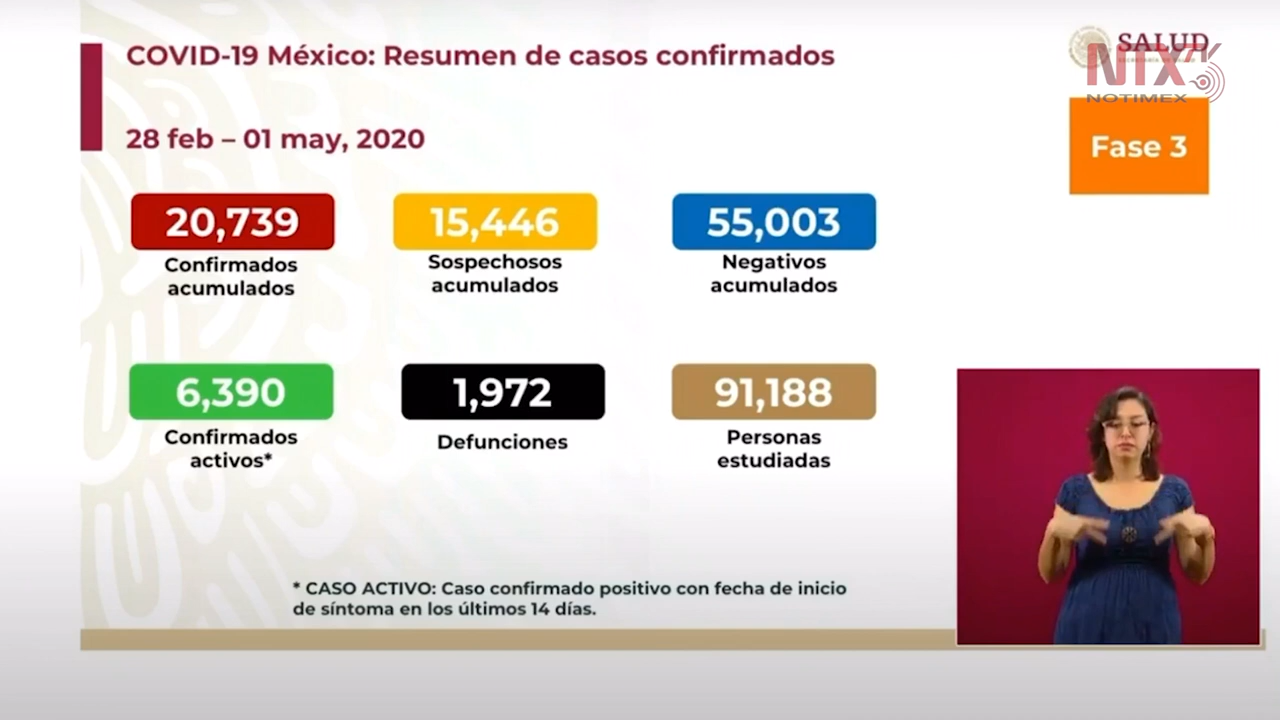 COVID-19 México: Resumen de casos confirmados
SALUD
NTX
NOTIMEX
28 feb – 01 may, 2020
Fase 3
20,739
Confirmados
acumulados
15,446
Sospechosos
acumulados
55,003
Negativos
acumulados
6,390
Confirmados
activos*
1,972
Defunciones
91,188
Personas
estudiadas
* CASO ACTIVO: Caso confirmado positivo con fecha de inicio
de síntoma en los últimos 14 días.